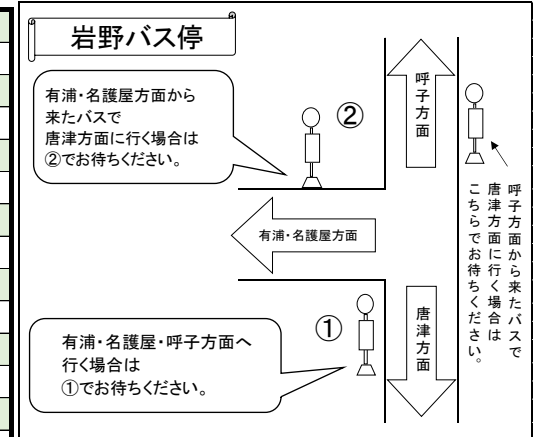 岩野バス停
有浦・名護屋方面から
来たバスで
唐津方面に行く場合は
②でお待ちください。
②
呼子方面
呼子方面から来たバスで
唐津方面に行く場合は
こちらでお待ちください。
有浦・名護屋方面
①
唐津方面
有浦・名護屋・呼子方面へ
行く場合は
①でお待ちください。